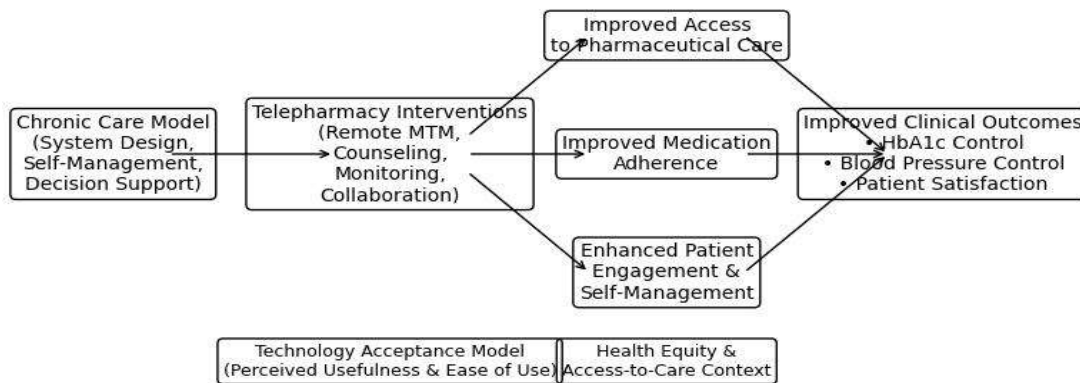 Chronic Care Model
(System Design,
Self-Management,
Decision Support)
Telepharmacy Interventions
(Remote MTM,
Counseling,
Monitoring,
Collaboration)
Improved Access
to Pharmaceutical Care
Improved Medication
Adherence
Enhanced Patient
Engagement &
Self-Management
Improved Clinical Outcomes
• HbA1c Control
• Blood Pressure Control
• Patient Satisfaction
Technology Acceptance Model
(Perceived Usefulness & Ease of Use)
Health Equity &
Access-to-Care Context